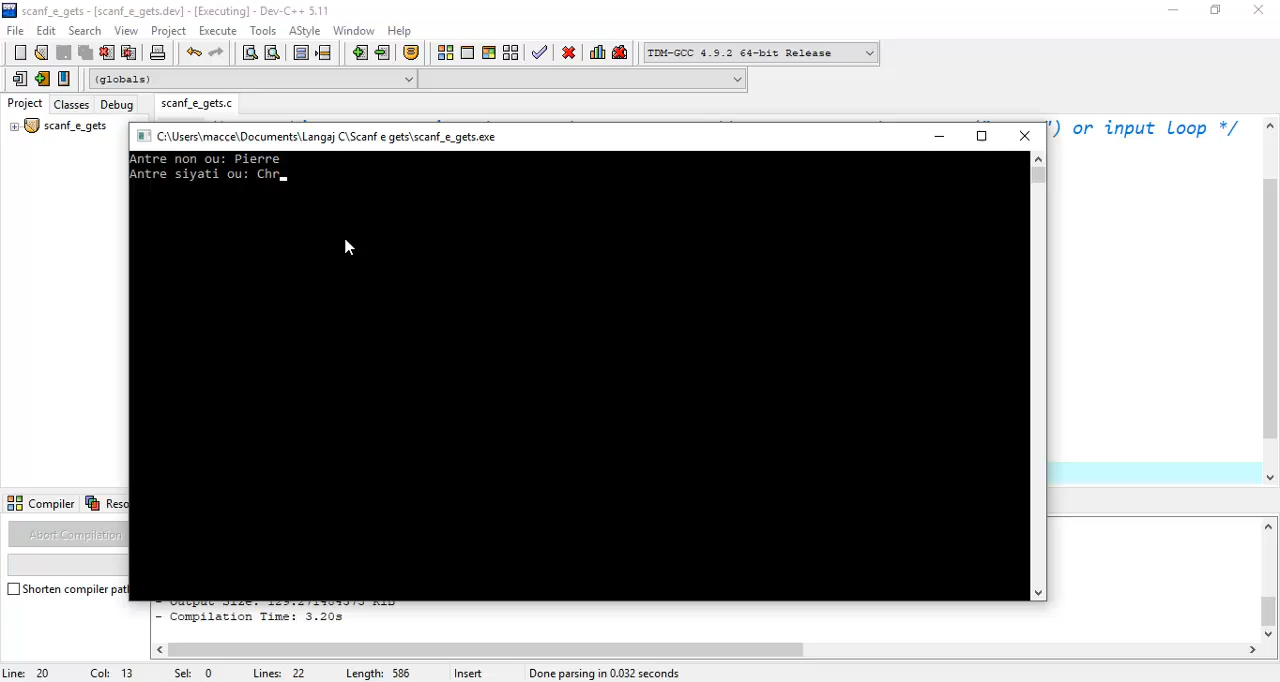 scanf_e_gets - [scanf_e_gets.dev] - [Executing] - Dev-C++ 5.11
File Edit Search View Project Execute Tools AStyle Window Help
TDM-GCC 4.9.2 64-bit Release
(globals)
Project Classes Debug scanf_e_gets.c
scanf_e_gets
") or input loop */
C:\Users\macce\Documents\Langaj C\Scanf e gets\scanf_e_gets.exe
Antre non ou: Pierre
Antre siyati ou: Chr
Compiler Reso
Abort Compilation
Shorten compiler path
- Compilation Time: 3.20s
Line: 20 Col: 13 Sel: 0 Lines: 22 Length: 586 Insert Done parsing in 0.032 seconds